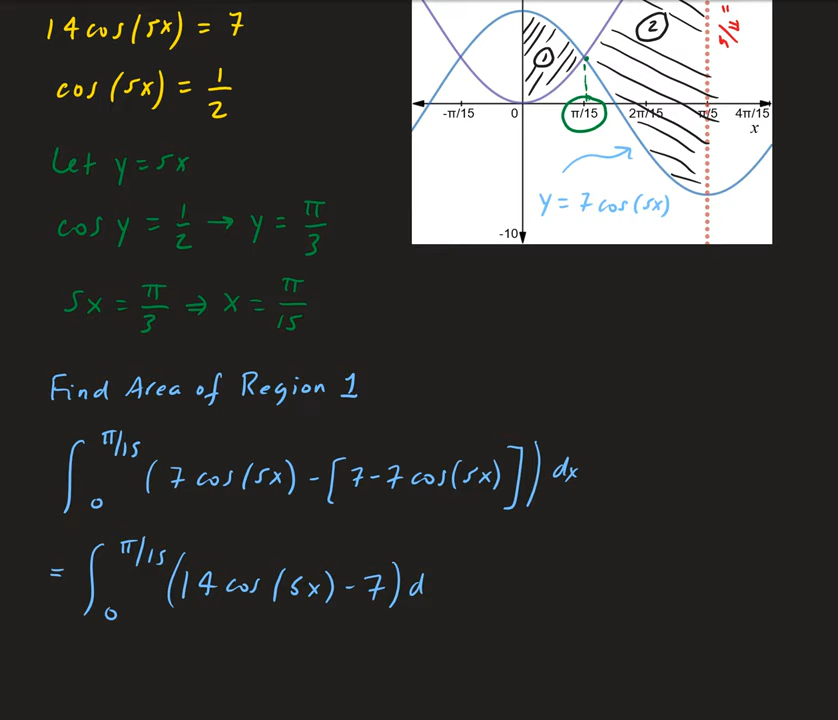 14 cos(5x) = 7
cos(5x) = 1/2
Let y = 5x
cos y = 1/2 → y = π/3
5x = π/3 ⇒ x = π/15
1
2
-π/15 0 π/15 2π/15 π/5 4π/15
x
y = 7 cos(5x)
-10
Find Area of Region 1
∫_0^{π/15} (7 cos(5x) - [7 - 7 cos(5x)]) dx
= ∫_0^{π/15} (14 cos(5x) - 7) d